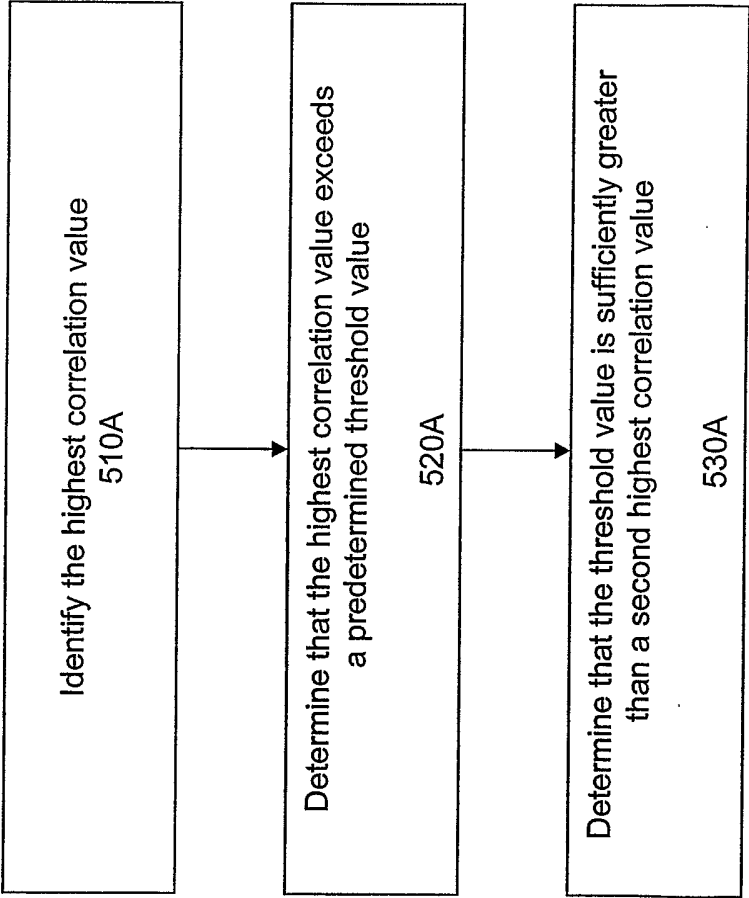 Identify the highest correlation value
510A
Determine that the highest correlation value exceeds
a predetermined threshold value
520A
Determine that the threshold value is sufficiently greater
than a second highest correlation value
530A